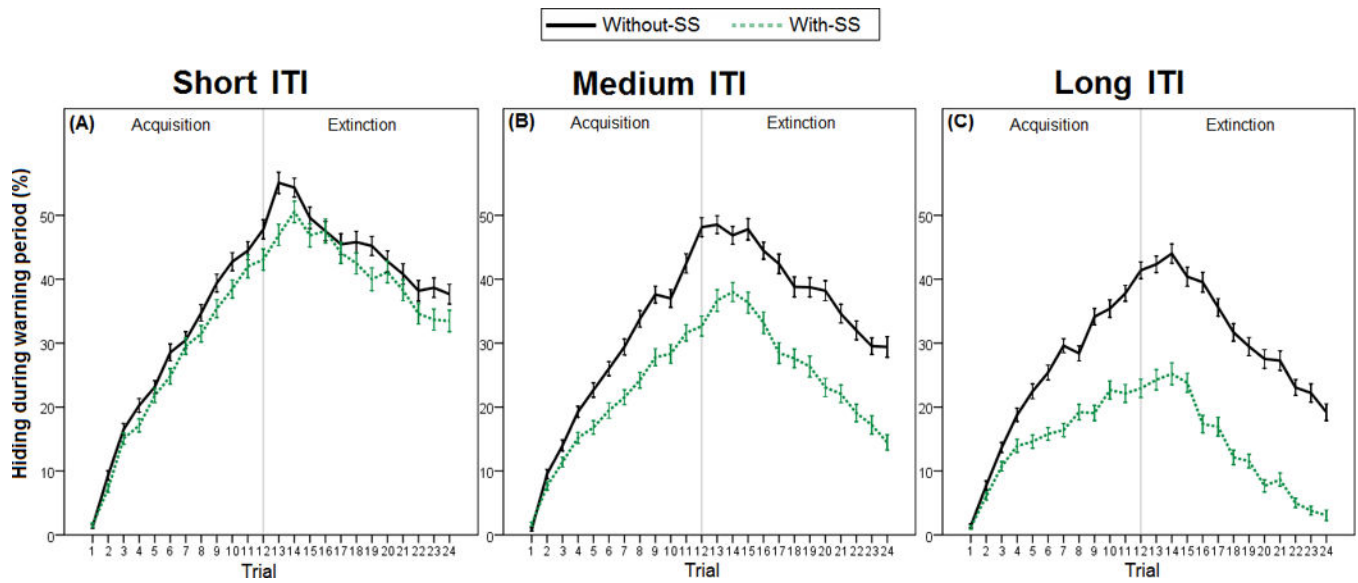 Without-SS With-SS
Short ITI Medium ITI Long ITI
(A) Acquisition Extinction (B) Acquisition Extinction (C) Acquisition Extinction
Hiding during warning period (%)
50 50 50
40 40 40
30 30 30
20 20 20
10 10 10
0 0 0
1 2 3 4 5 6 7 8 9 10 11 12 13 14 15 16 17 18 19 20 21 22 23 24 1 2 3 4 5 6 7 8 9 10 11 12 13 14 15 16 17 18 19 20 21 22 23 24 1 2 3 4 5 6 7 8 9 10 11 12 13 14 15 16 17 18 19 20 21 22 23 24
Trial Trial Trial